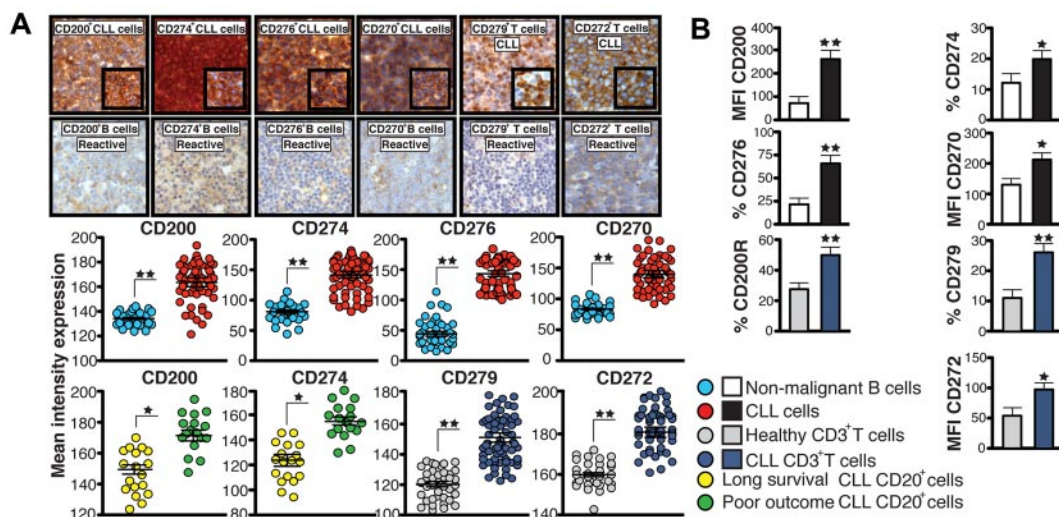 A
CD200⁺CLL cells
CD274⁺CLL cells
CD276⁺CLL cells
CD270⁺CLL cells
CD279⁺T cells
CLL
CD272⁺T cells
CLL
CD200⁺B cells
Reactive
CD274⁺B cells
Reactive
CD276⁺B cells
Reactive
CD270⁺B cells
Reactive
CD279⁺ T cells
Reactive
CD272⁺ T cells
Reactive
Mean intensity expression
CD200
200
180
160
140
120
100
★★
CD274
200
150
100
50
0
★★
CD276
200
150
100
50
0
★★
CD270
200
150
100
50
0
★★
CD200
200
180
160
140
120
★
CD274
200
180
160
140
120
100
80
★
CD279
180
160
140
120
100
★★
CD272
200
180
160
140
★★
B
MFI CD200
400
300
200
100
0
★★
% CD274
30
20
10
0
★
% CD276
100
75
50
25
0
★★
MFI CD270
300
200
100
0
★
% CD200R
60
40
20
0
★★
% CD279
30
20
10
0
★★
MFI CD272
150
100
50
0
★
Non-malignant B cells
CLL cells
Healthy CD3⁺T cells
CLL CD3⁺T cells
Long survival CLL CD20⁺cells
Poor outcome CLL CD20⁺cells